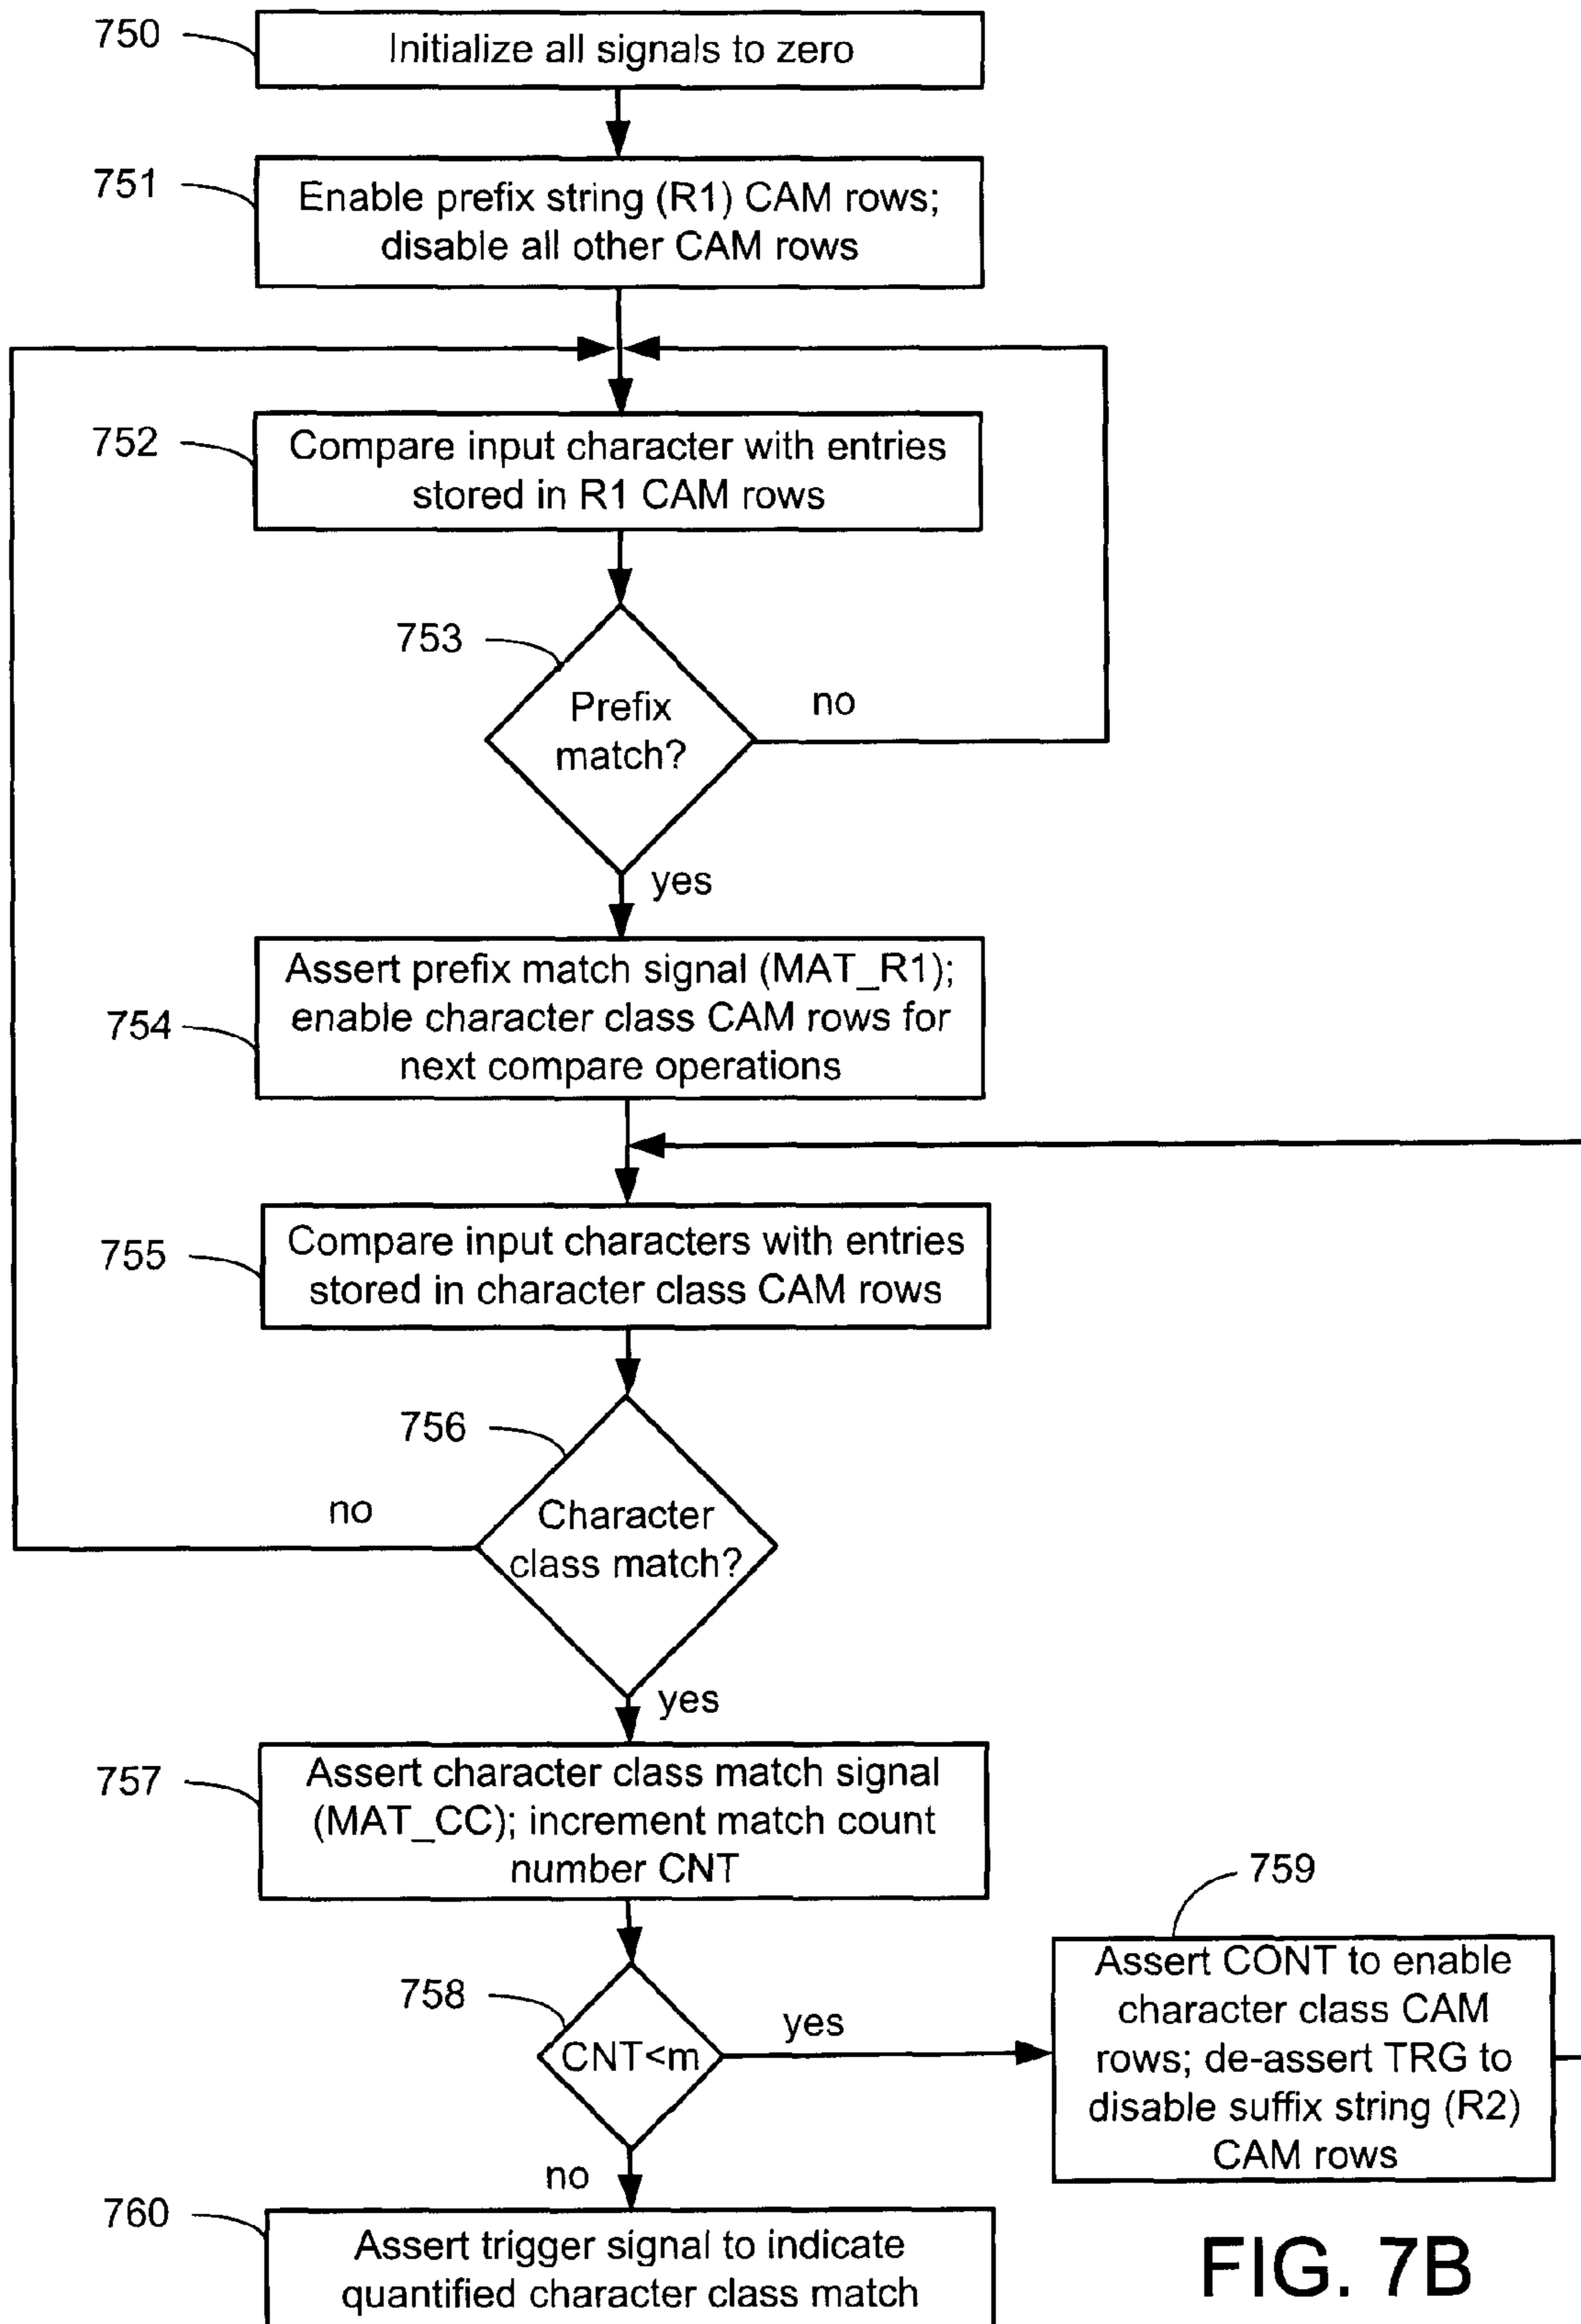 750
Initialize all signals to zero
751
Enable prefix string (R1) CAM rows;
disable all other CAM rows
752
Compare input character with entries
stored in R1 CAM rows
753
Prefix
match?
no
yes
754
Assert prefix match signal (MAT_R1);
enable character class CAM rows for
next compare operations
755
Compare input characters with entries
stored in character class CAM rows
756
Character
class match?
no
yes
757
Assert character class match signal
(MAT_CC); increment match count
number CNT
758
CNT<m
yes
no
759
Assert CONT to enable
character class CAM
rows; de-assert TRG to
disable suffix string (R2)
CAM rows
760
Assert trigger signal to indicate
quantified character class match
FIG. 7B